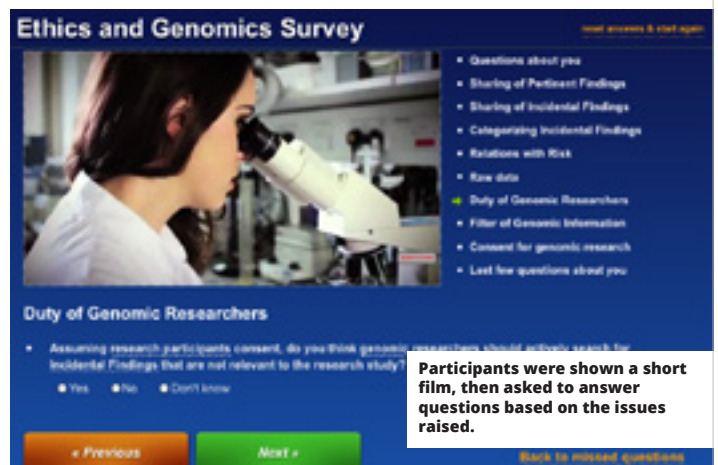 Ethics and Genomics Survey
reset answers & start again
Questions about you
Sharing of Pertinent Findings
Sharing of Incidental Findings
Categorizing Incidental Findings
Relations with Risk
Raw data
Duty of Genomic Researchers
Filter of Genomic Information
Consent for genomic research
Last few questions about you
Duty of Genomic Researchers
Assuming research participants consent, do you think genomic researchers should actively search for
Incidental Findings that are not relevant to the research study?
Yes No Don't know
Participants were shown a short
film, then asked to answer
questions based on the issues
raised.
« Previous Next »
Back to missed questions